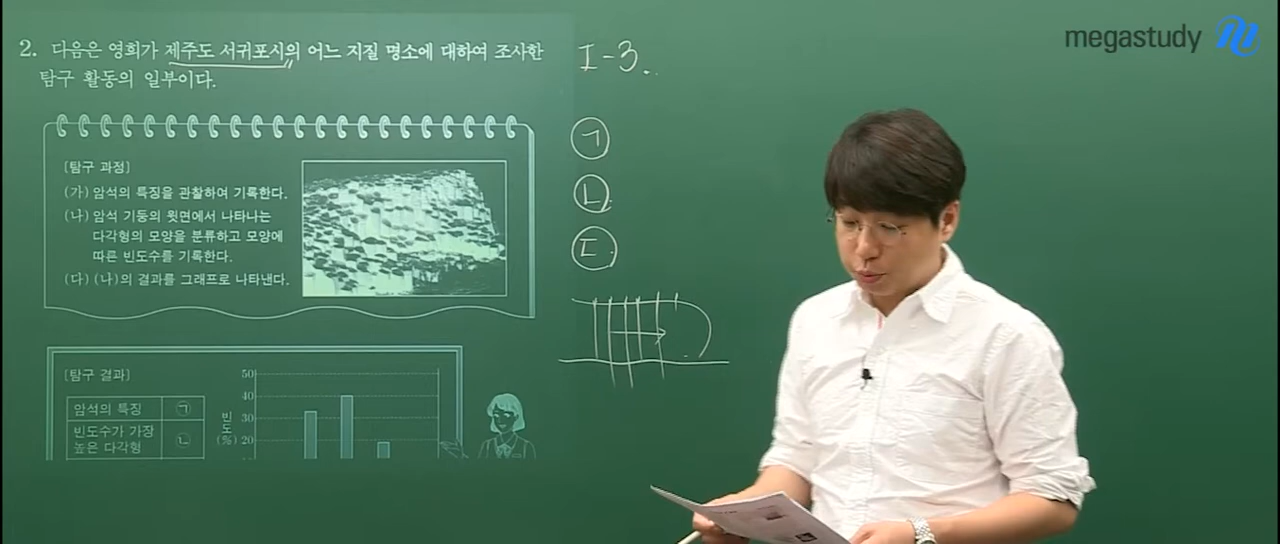 megastudy
2. 다음은 영희가 제주도 서귀포시의 어느 지질 명소에 대하여 조사한
탐구 활동의 일부이다.
I-3.
[탐구 과정]
(가) 암석의 특징을 관찰하여 기록한다.
(나) 암석 기둥의 윗면에서 나타나는
다각형의 모양을 분류하고 모양에
따른 빈도수를 기록한다.
(다) (나)의 결과를 그래프로 나타낸다.
ㄱ
ㄴ
ㄷ
[탐구 결과]
암석의 특징 ㉠
빈도수가 가장
높은 다각형 ㉡
빈도(%)
50
40
30
20